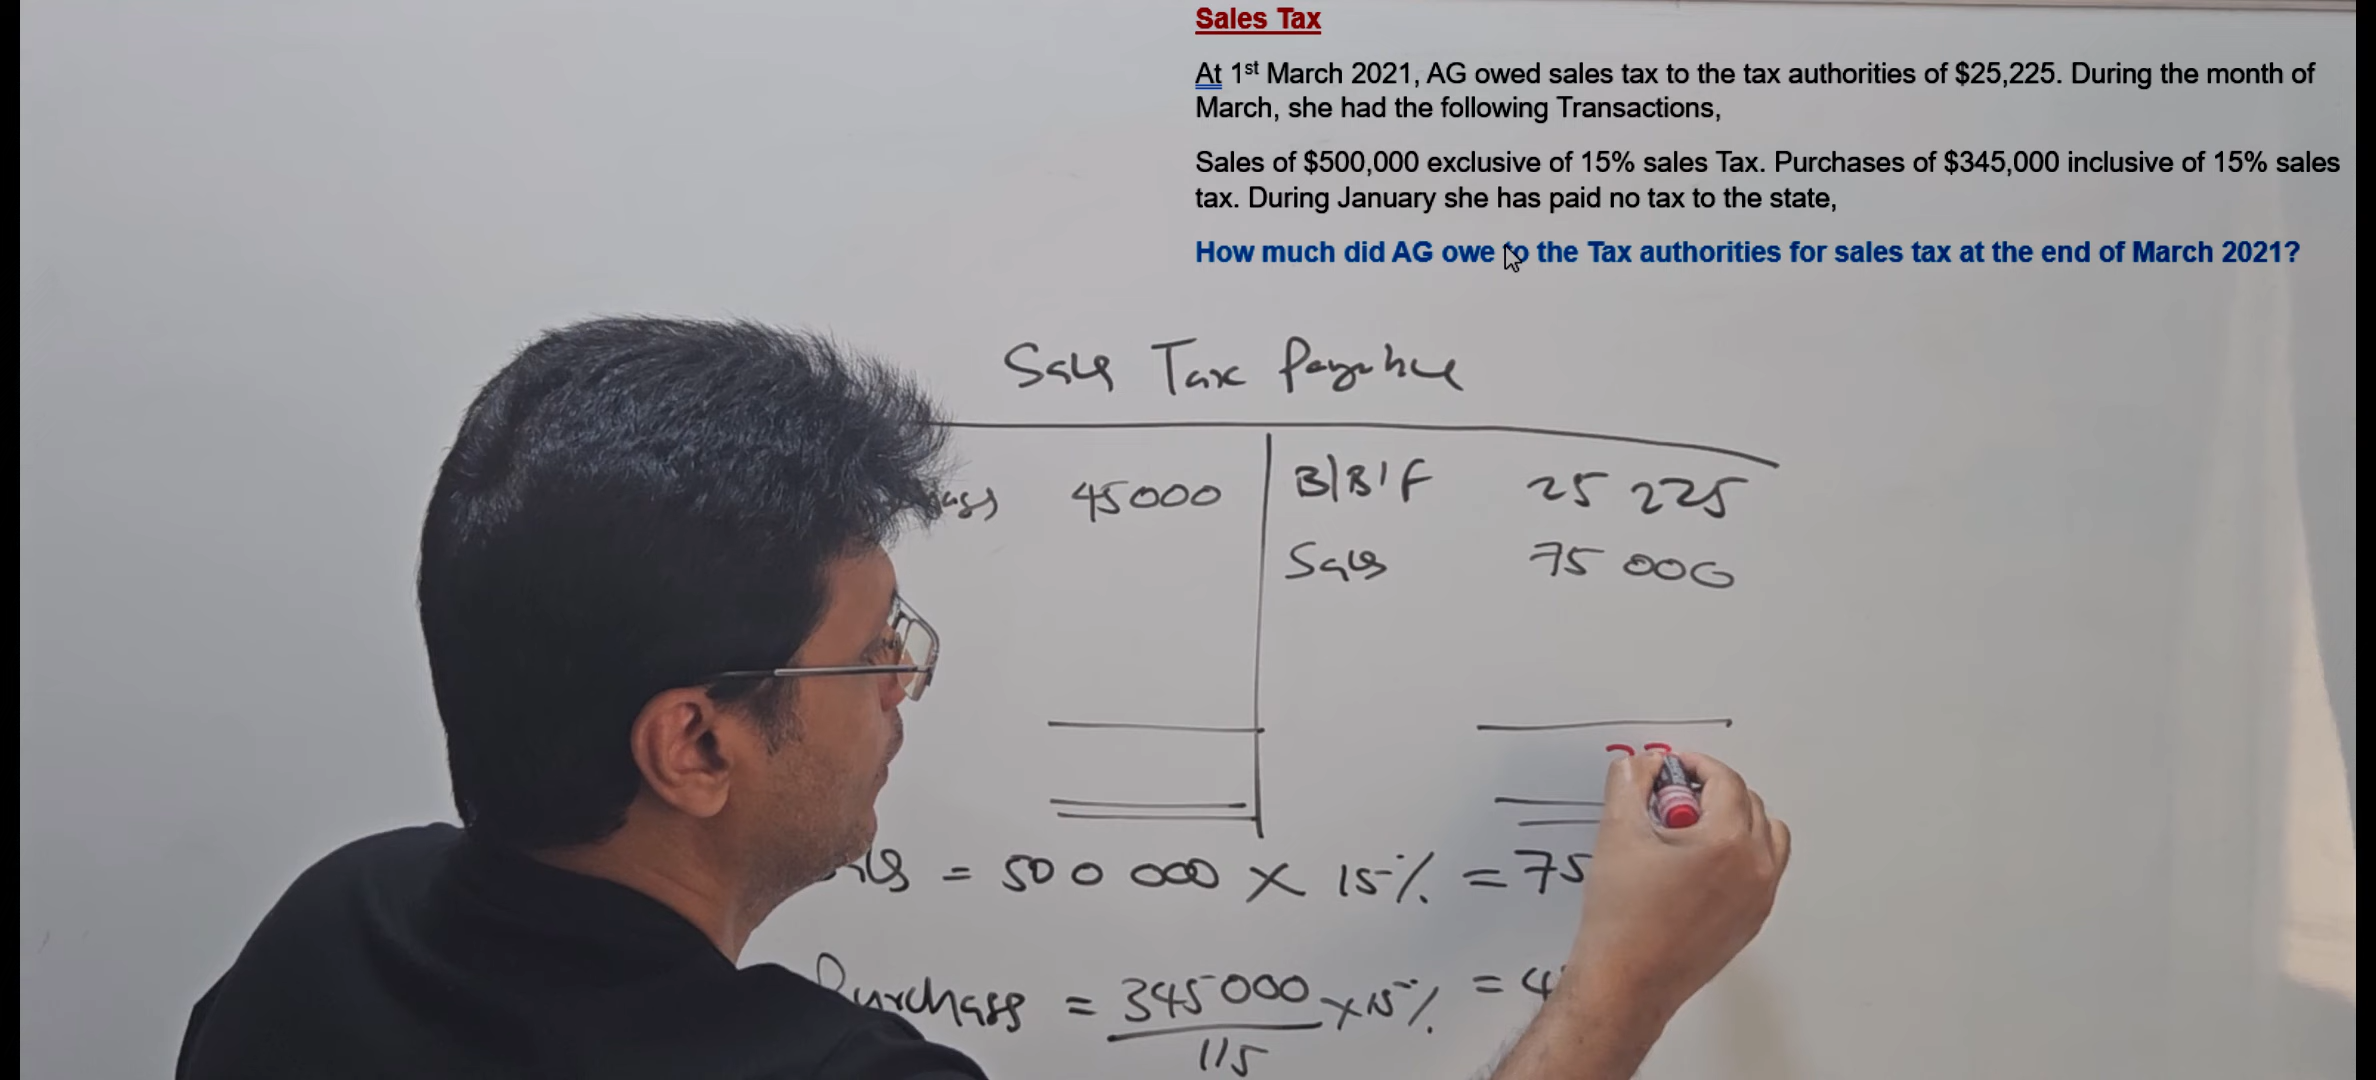 Sales Tax
At 1st March 2021, AG owed sales tax to the tax authorities of $25,225. During the month of
March, she had the following Transactions,
Sales of $500,000 exclusive of 15% sales Tax. Purchases of $345,000 inclusive of 15% sales
tax. During January she has paid no tax to the state,
How much did AG owe to the Tax authorities for sales tax at the end of March 2021?
Sales Tax Payable
45000 B/B/F 25 225
Sales 75 000
= 500 000 X 15% = 75
Purchases = 345000 x 15% = 4
115